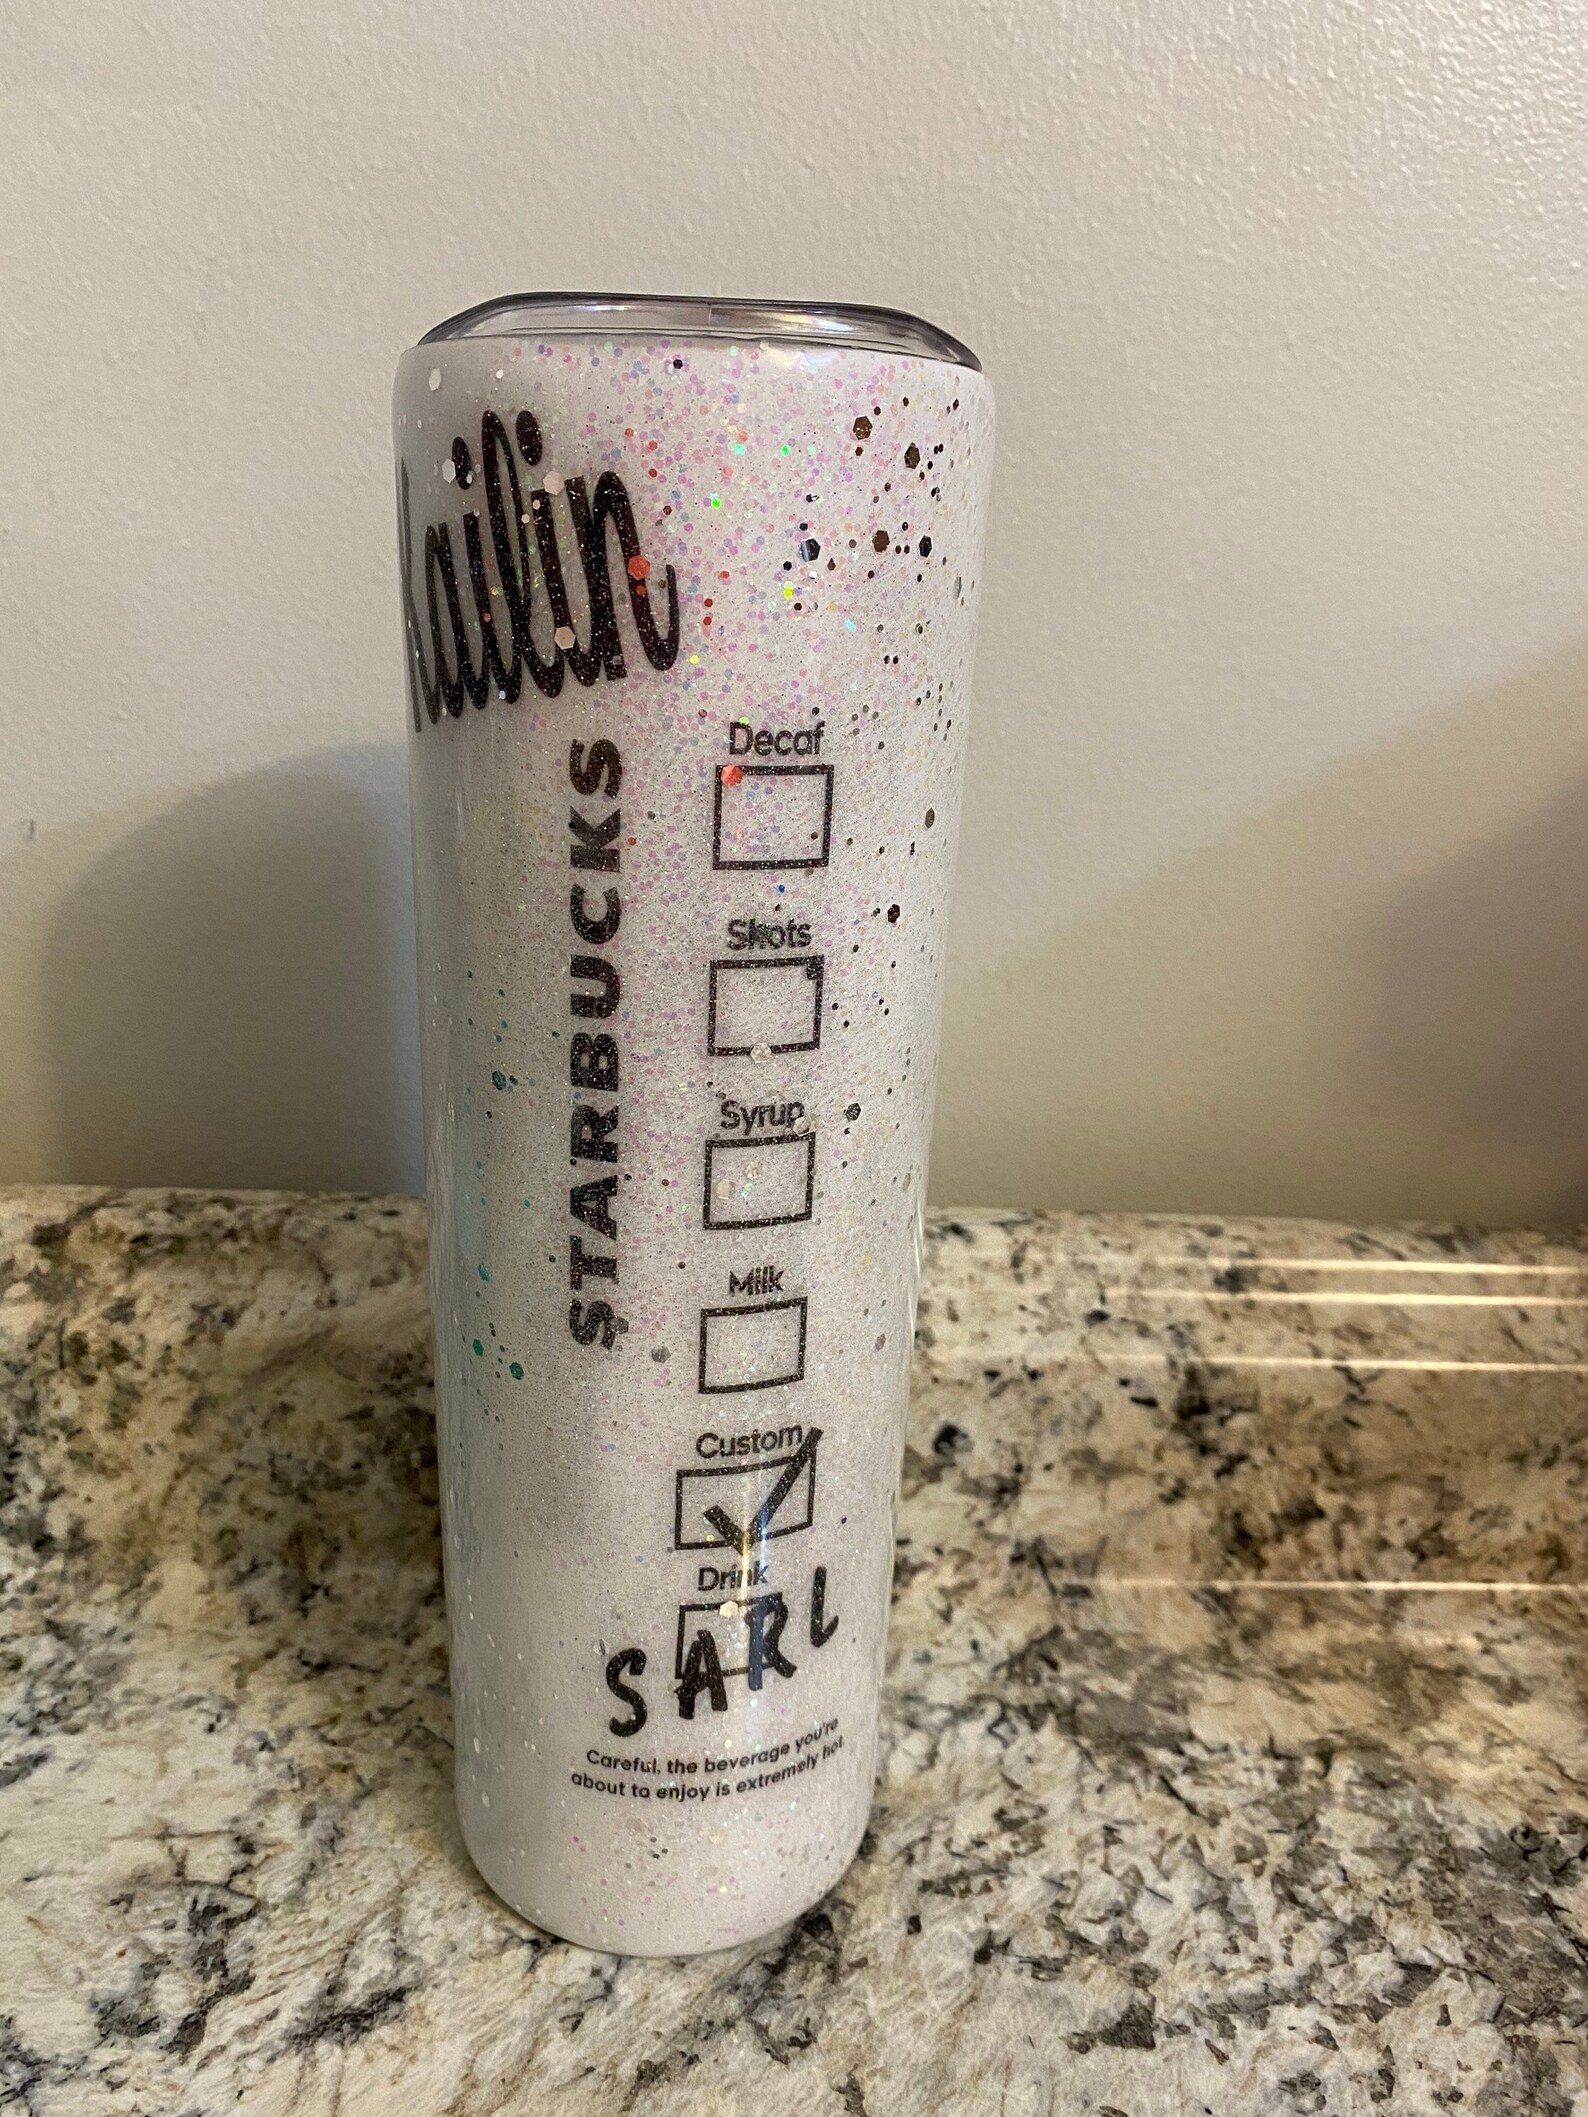 ailin
STARBUCKS
Decaf
Shots
Syrup
Milk
Custom
Drink
SARL
Careful, the beverage you're
about to enjoy is extremely hot.